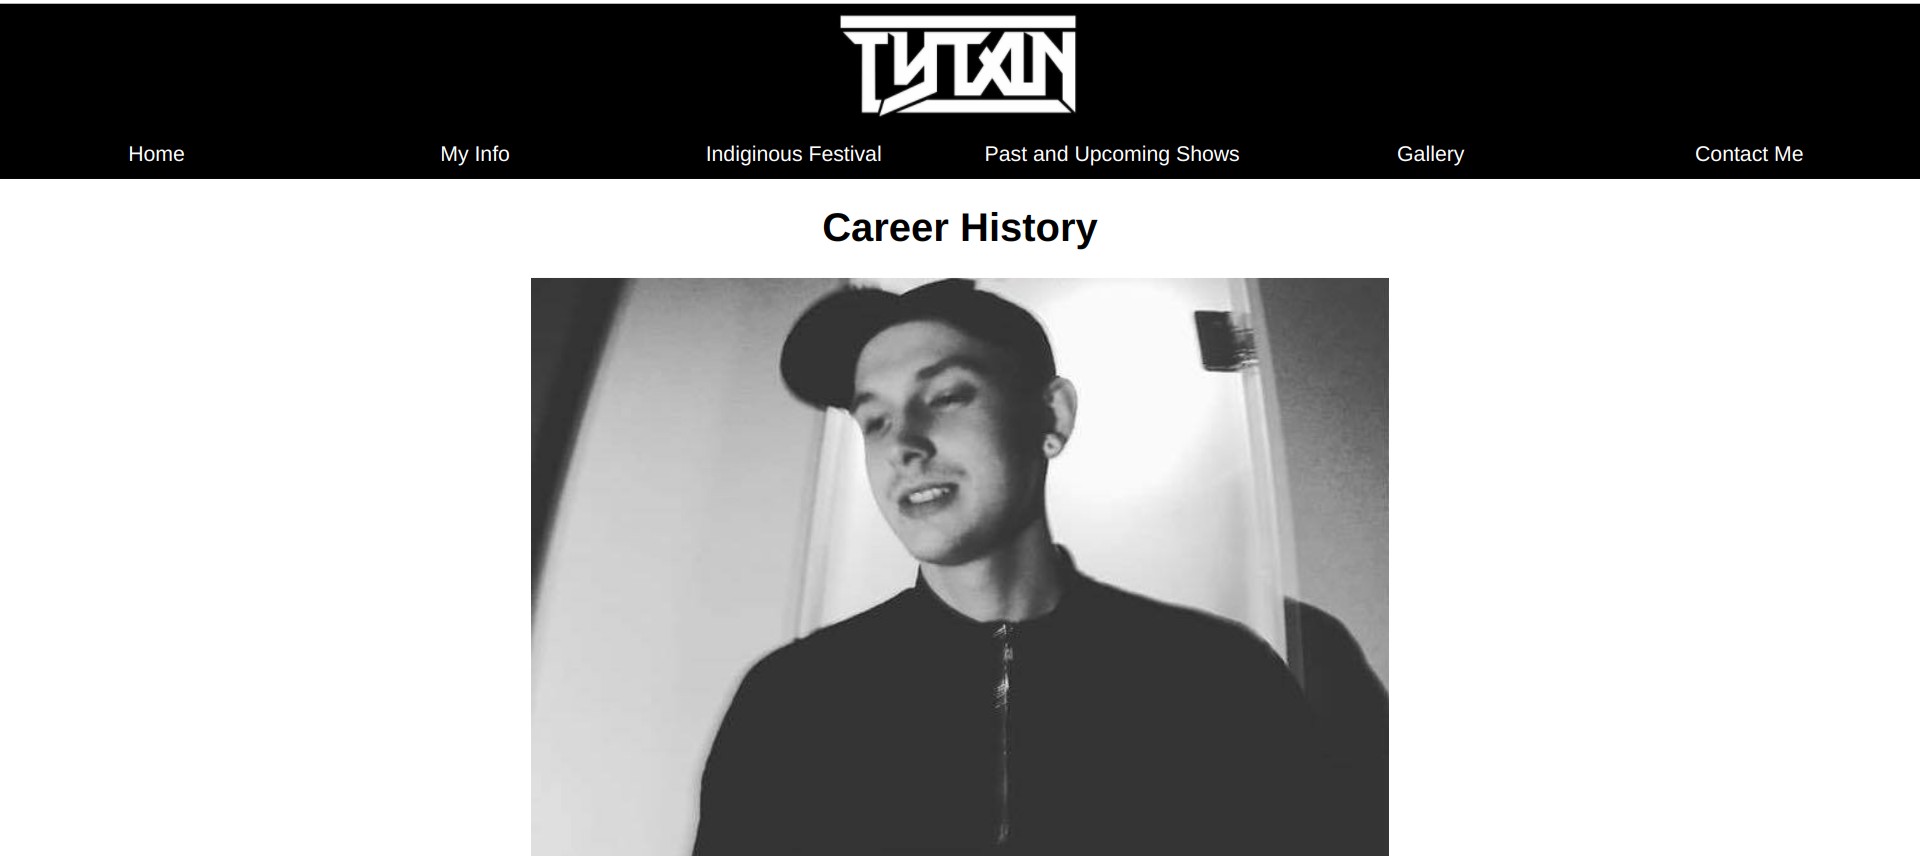 TYTAN
Home My Info Indiginous Festival Past and Upcoming Shows Gallery Contact Me
Career History